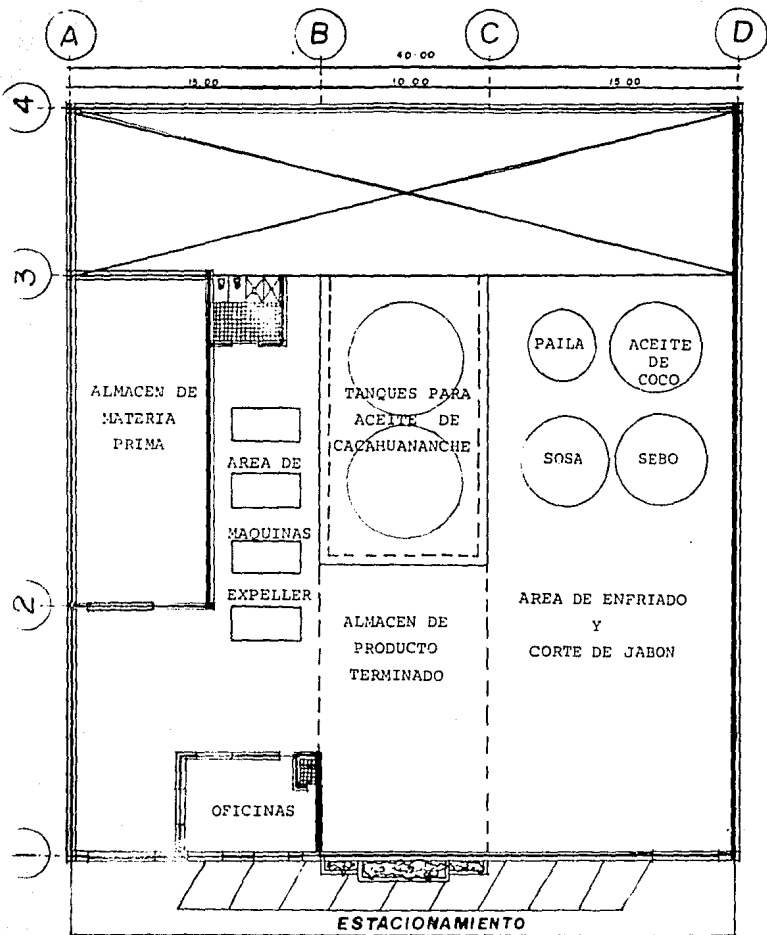 A
B
C
D
40.00
15.00
10.00
15.00
4
3
PAILA
ACEITE
DE
COCO
ALMACEN DE
MATERIA
PRIMA
TANQUES PARA
ACEITE DE
CACAHUANANCHE
AREA DE
MAQUINAS
EXPELLER
SOSA
SEBO
2
AREA DE ENFRIADO
Y
CORTE DE JABON
ALMACEN DE
PRODUCTO
TERMINADO
OFICINAS
1
ESTACIONAMIENTO